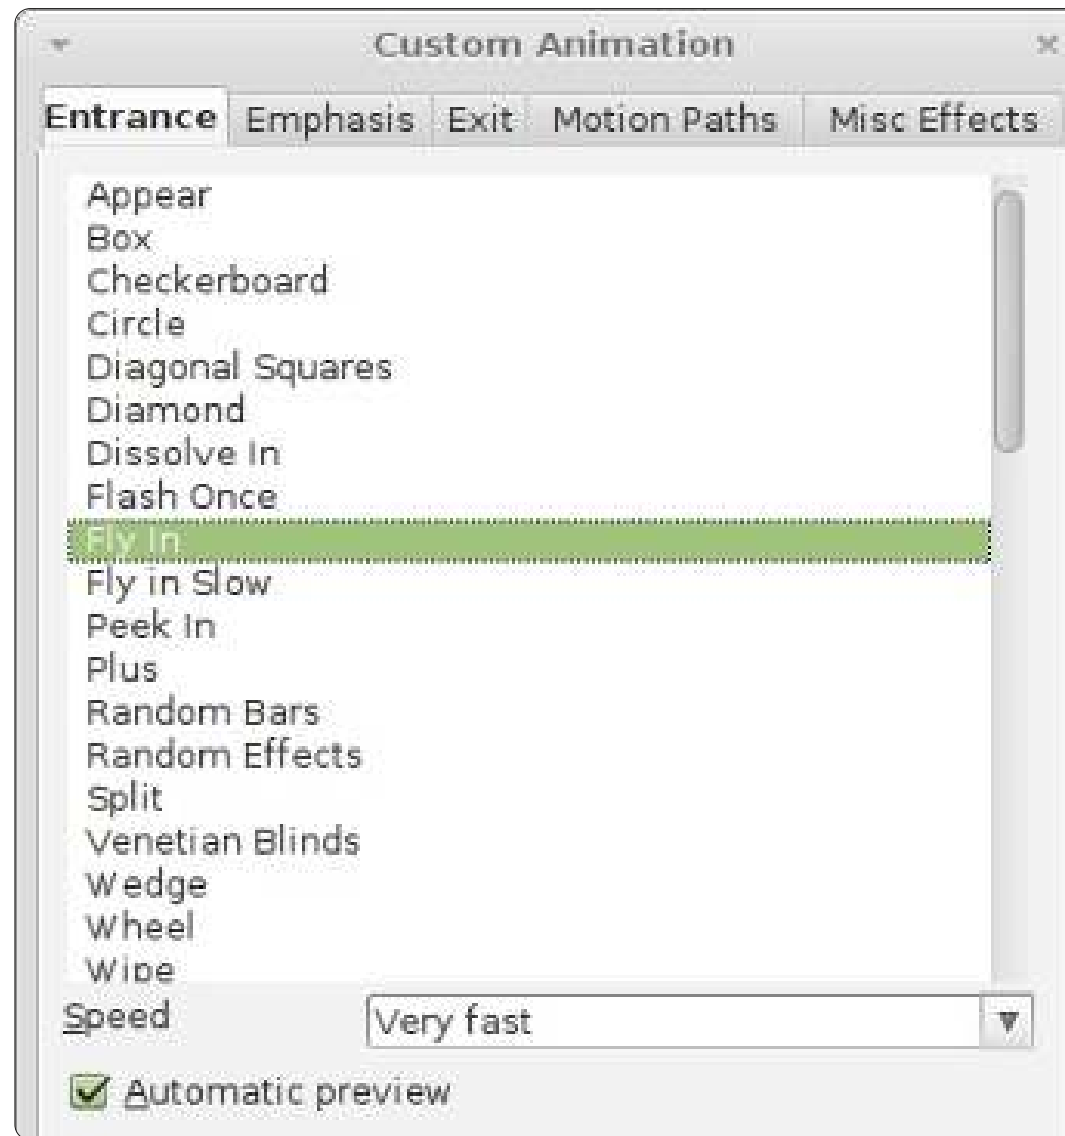 Custom Animation
Entrance Emphasis Exit Motion Paths Misc Effects
Appear
Box
Checkerboard
Circle
Diagonal Squares
Diamond
Dissolve In
Flash Once
Fly In
Fly in Slow
Peek In
Plus
Random Bars
Random Effects
Split
Venetian Blinds
Wedge
Wheel
Wipe
Speed Very fast
Automatic preview